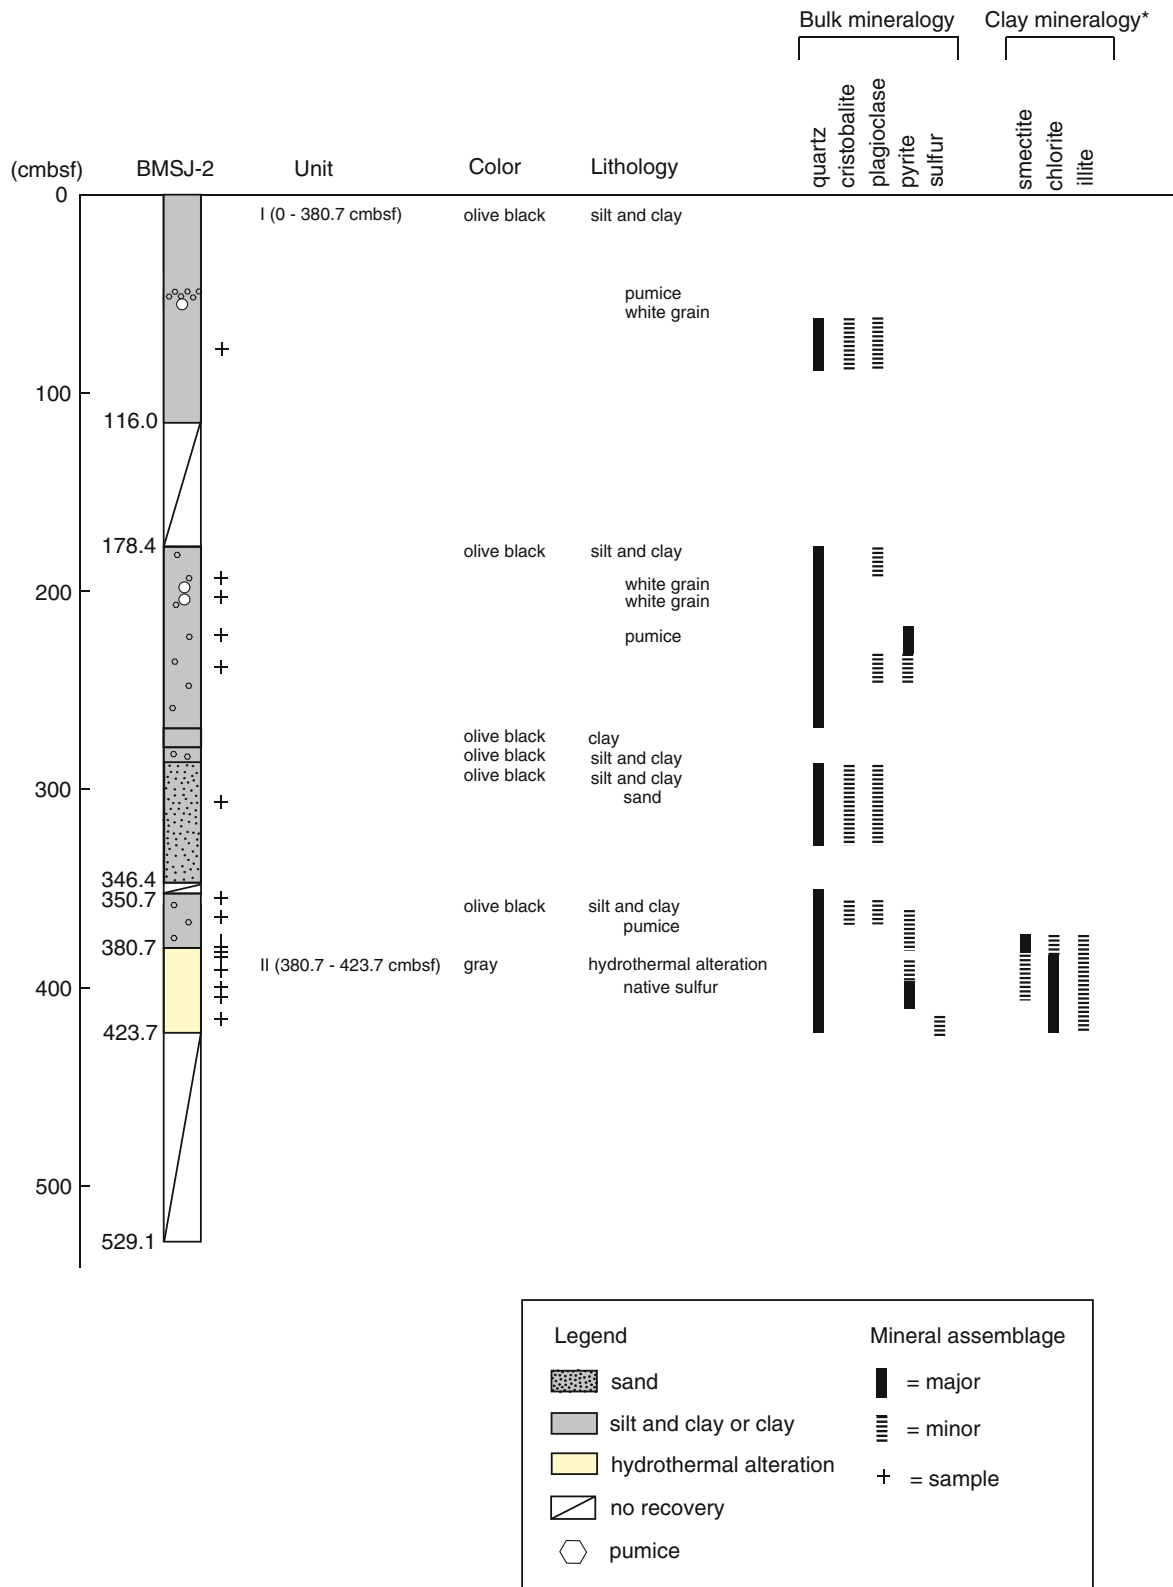 Bulk mineralogy
Clay mineralogy*
quartz
cristobalite
plagioclase
pyrite
sulfur
smectite
chlorite
illite
(cmbsf)
BMSJ-2
Unit
Color
Lithology
0
I (0 - 380.7 cmbsf)
olive black
silt and clay
pumice
white grain
100
116.0
178.4
olive black
silt and clay
200
white grain
white grain
pumice
olive black
clay
olive black
silt and clay
olive black
silt and clay
300
sand
346.4
350.7
olive black
silt and clay
pumice
380.7
II (380.7 - 423.7 cmbsf)
gray
hydrothermal alteration
400
native sulfur
423.7
500
529.1
Legend
Mineral assemblage
sand
= major
silt and clay or clay
= minor
hydrothermal alteration
= sample
no recovery
pumice